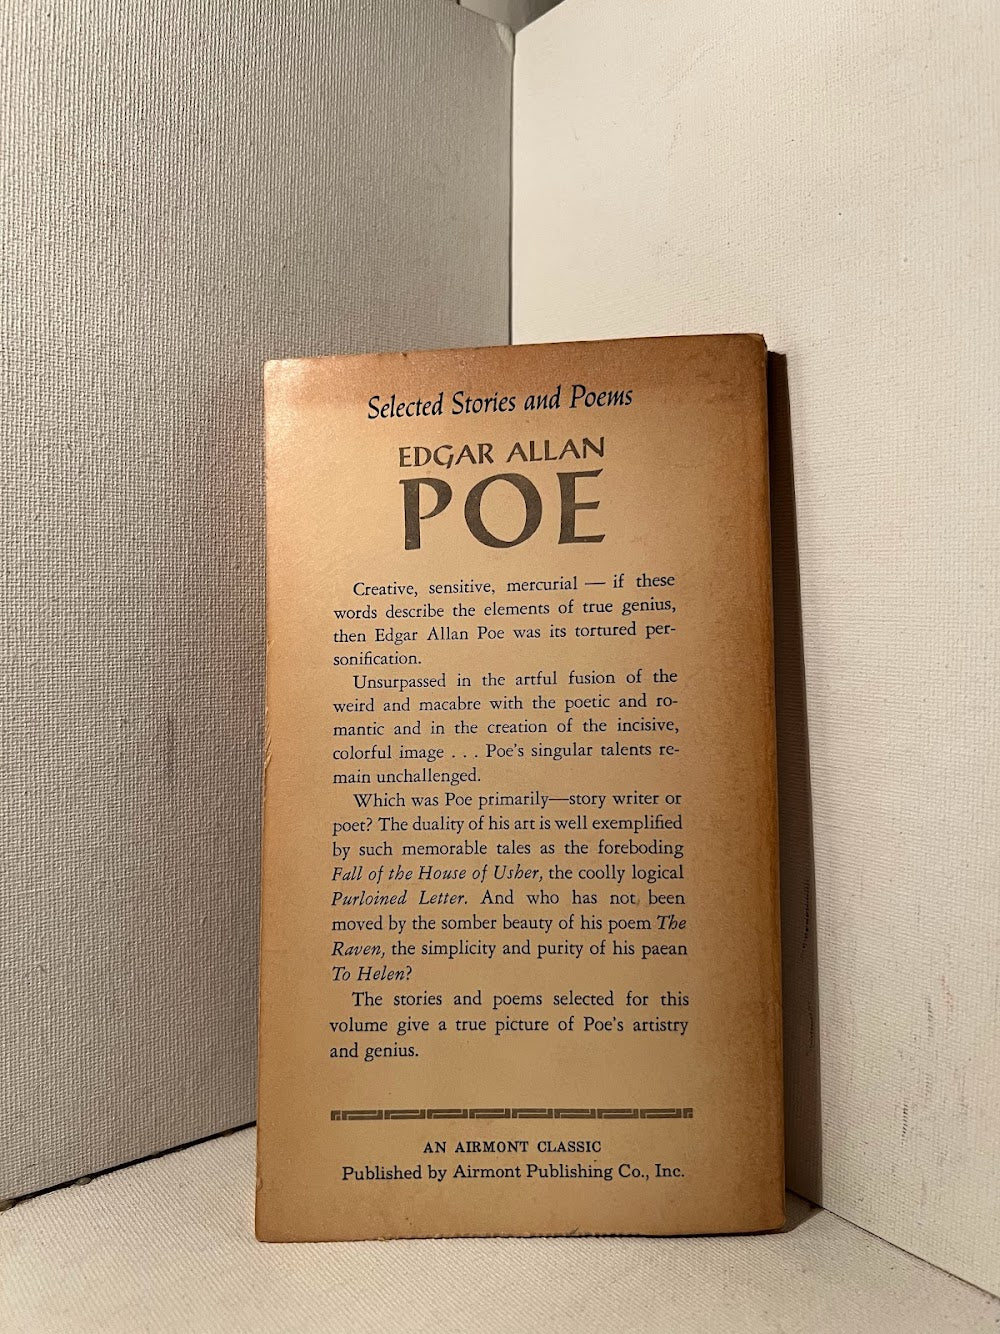 Selected Stories and Poems
EDGAR ALLAN
POE
Creative, sensitive, mercurial — if these
words describe the elements of true genius,
then Edgar Allan Poe was its tortured per-
sonification.
Unsurpassed in the artful fusion of the
weird and macabre with the poetic and ro-
mantic and in the creation of the incisive,
colorful image . . . Poe's singular talents re-
main unchallenged.
Which was Poe primarily—story writer or
poet? The duality of his art is well exemplified
by such memorable tales as the foreboding
Fall of the House of Usher, the coolly logical
Purloined Letter. And who has not been
moved by the somber beauty of his poem The
Raven, the simplicity and purity of his paean
To Helen?
The stories and poems selected for this
volume give a true picture of Poe's artistry
and genius.
AN AIRMONT CLASSIC
Published by Airmont Publishing Co., Inc.